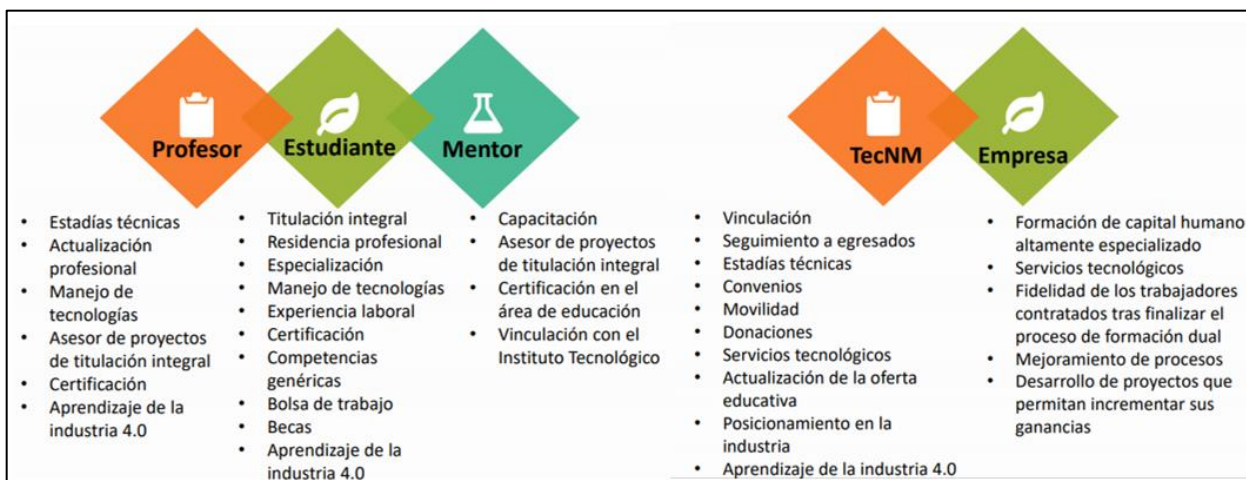 Profesor
• Estadías técnicas
• Actualización
profesional
• Manejo de
tecnologías
• Asesor de proyectos
de titulación integral
• Certificación
• Aprendizaje de la
industria 4.0
Estudiante
• Titulación integral
• Residencia profesional
• Especialización
• Manejo de tecnologías
• Experiencia laboral
• Certificación
• Competencias
genéricas
• Bolsa de trabajo
• Becas
• Aprendizaje de la
industria 4.0
Mentor
• Capacitación
• Asesor de proyectos
de titulación integral
• Certificación en el
área de educación
• Vinculación con el
Instituto Tecnológico
TecNM
• Vinculación
• Seguimiento a egresados
• Estadías técnicas
• Convenios
• Movilidad
• Donaciones
• Servicios tecnológicos
• Actualización de la oferta
educativa
• Posicionamiento en la
industria
• Aprendizaje de la industria 4.0
Empresa
• Formación de capital humano
altamente especializado
• Servicios tecnológicos
• Fidelidad de los trabajadores
contratados tras finalizar el
proceso de formación dual
• Mejoramiento de procesos
• Desarrollo de proyectos que
permitan incrementar sus
ganancias